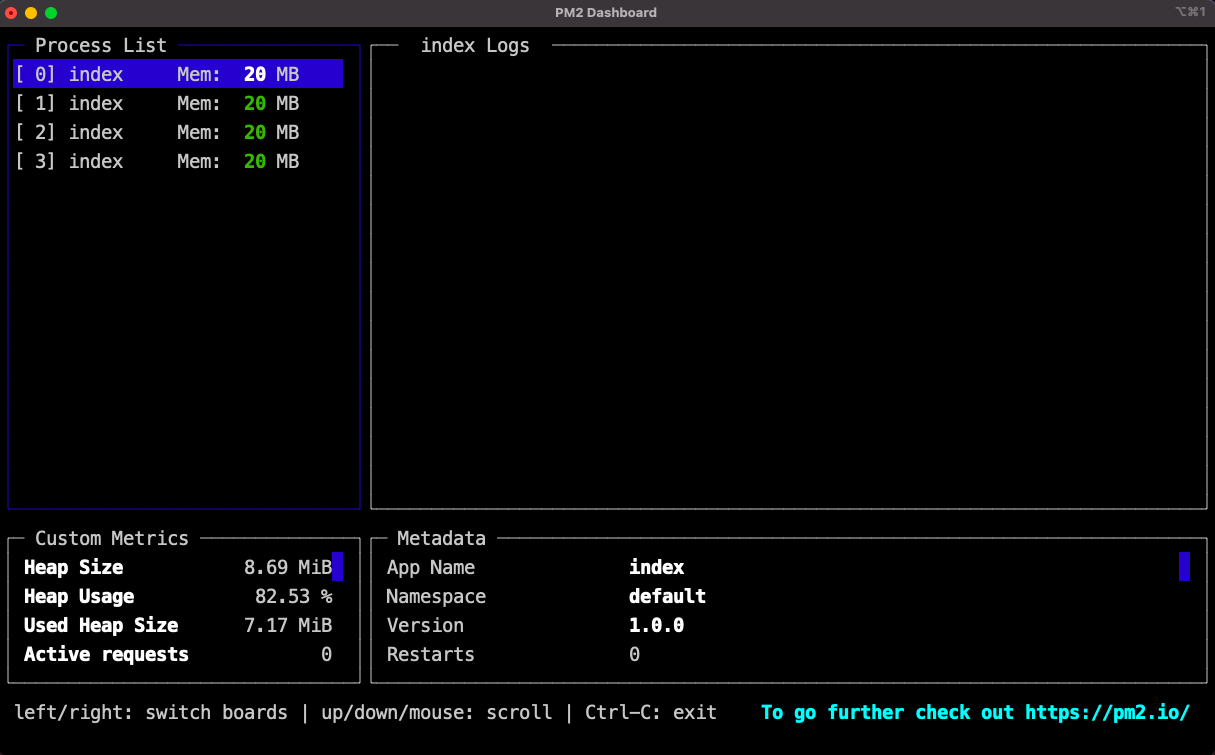 PM2 Dashboard
⌥⌘1
Process List
[ 0] index Mem: 20 MB
[ 1] index Mem: 20 MB
[ 2] index Mem: 20 MB
[ 3] index Mem: 20 MB
index Logs
Custom Metrics
Heap Size 8.69 MiB
Heap Usage 82.53 %
Used Heap Size 7.17 MiB
Active requests 0
Metadata
App Name index
Namespace default
Version 1.0.0
Restarts 0
left/right: switch boards | up/down/mouse: scroll | Ctrl-C: exit To go further check out https://pm2.io/